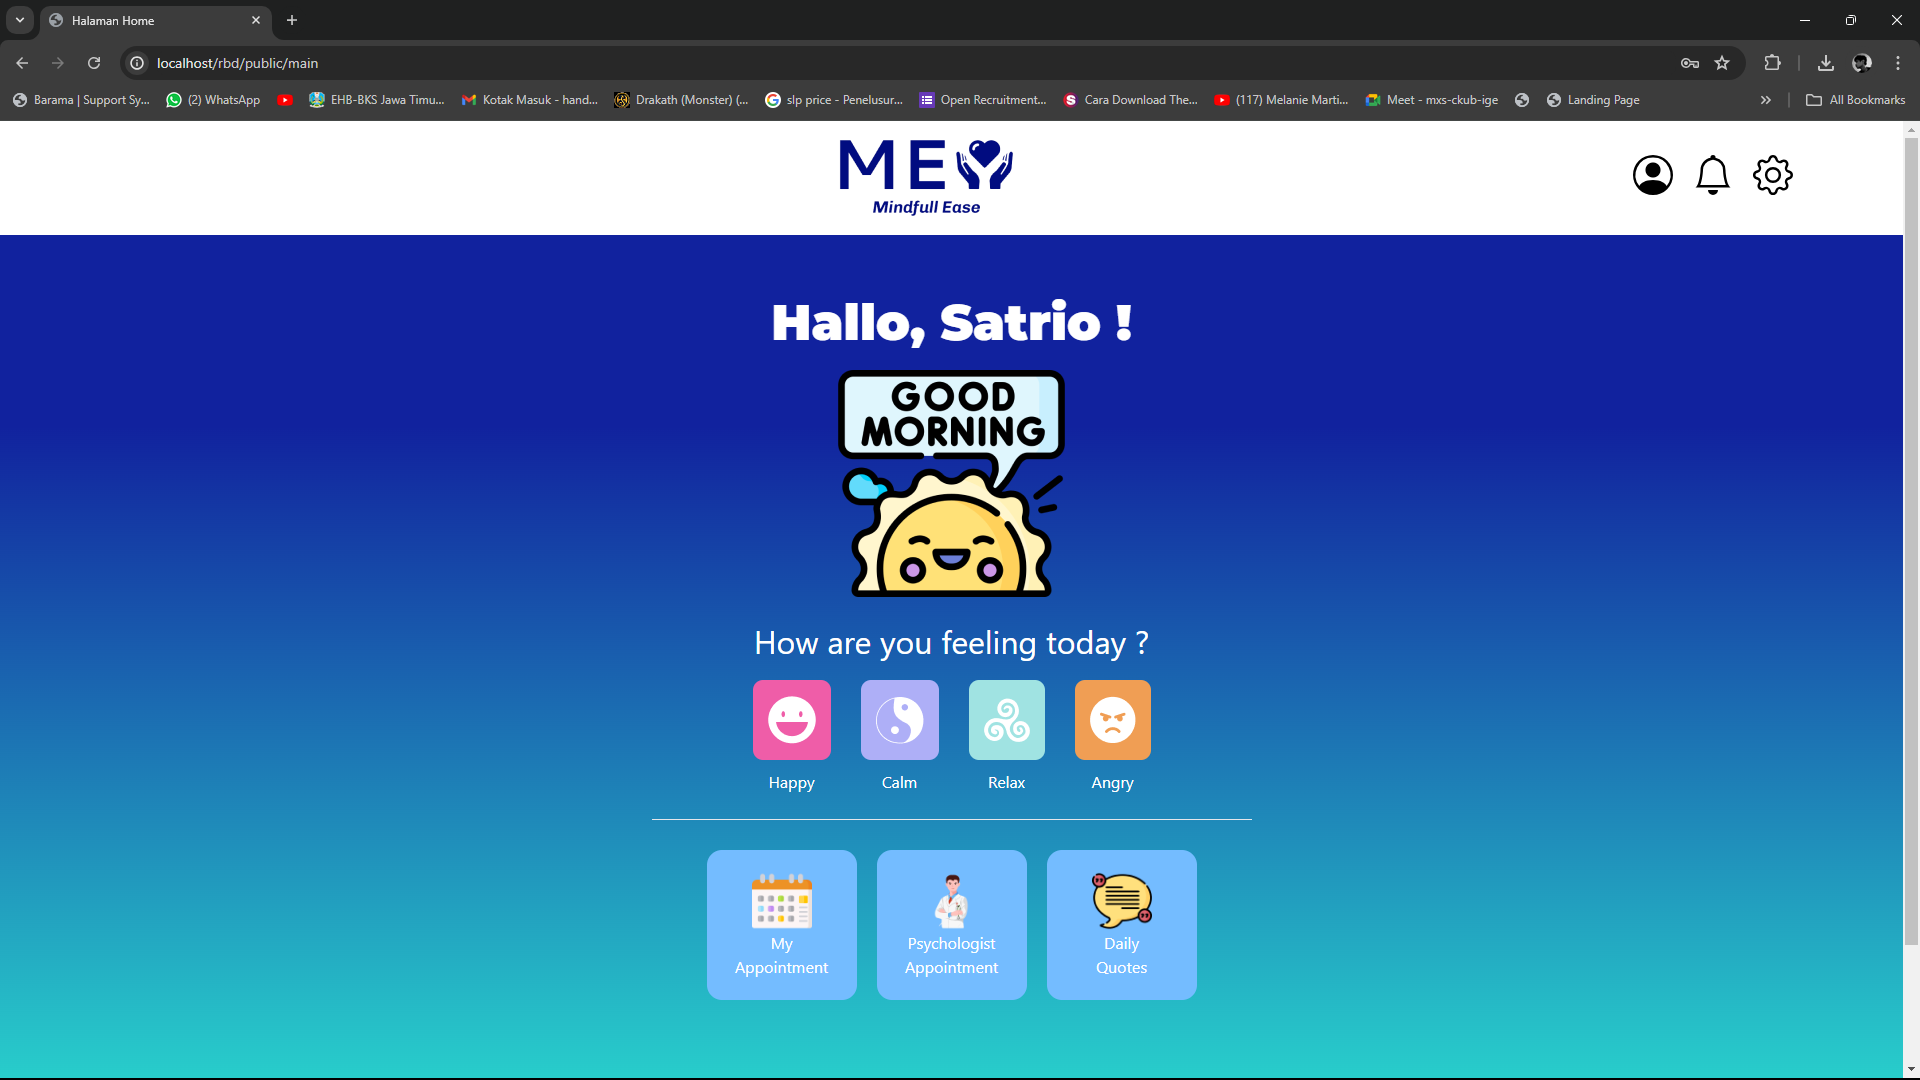 Halaman Home
localhost/rbd/public/main
Barama | Support Sy...
(2) WhatsApp
EHB-BKS Jawa Timu...
Kotak Masuk - hand...
Drakath (Monster) (...
slp price - Penelusur...
Open Recruitment...
Cara Download The...
(117) Melanie Marti...
Meet - mxs-ckub-ige
Landing Page
All Bookmarks
ME
Mindfull Ease
Hallo, Satrio !
GOOD
MORNING
How are you feeling today ?
Happy
Calm
Relax
Angry
My
Appointment
Psychologist
Appointment
Daily
Quotes